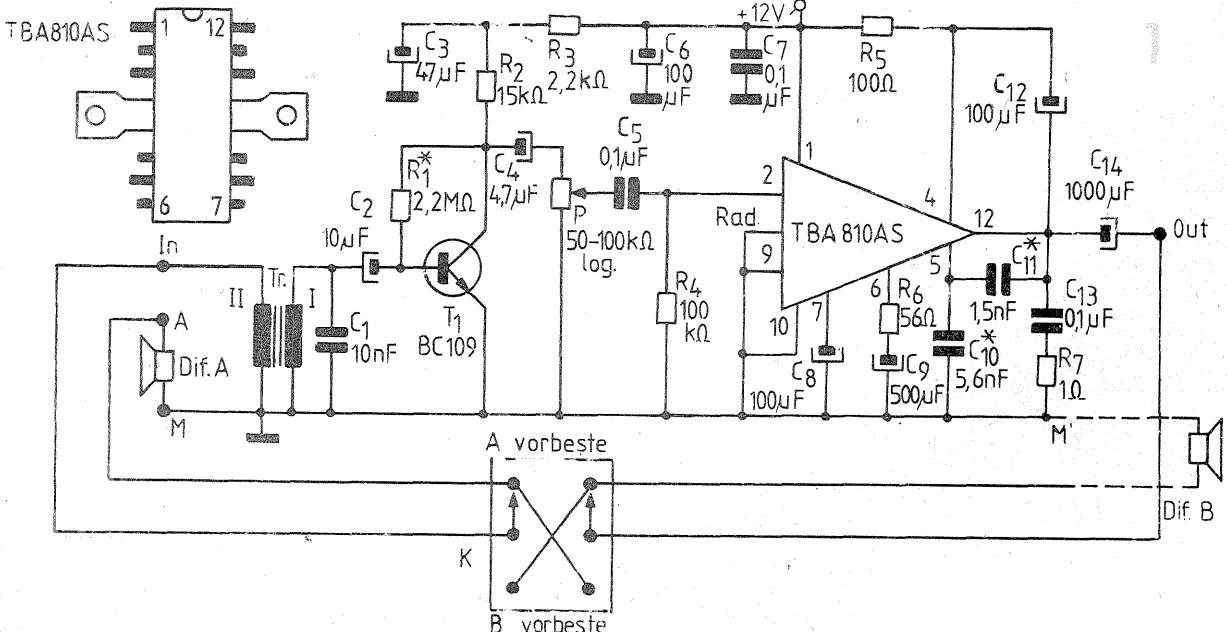 TBA810AS
1 12
6 7
+12V
C3
47µF
R2
15kΩ
R3
2,2kΩ
C6
100
µF
C7
0,1
µF
R5
100Ω
C12
100µF
C14
1000µF
Out
R1*
2,2MΩ
C2
10µF
C4
4,7µF
C5
0,1µF
P
50-100kΩ
log.
Rad.
TBA810AS
1
2
9
10
4
12
5
6
7
C11*
1,5nF
C13
0,1µF
R4
100
kΩ
R6
56Ω
C10*
5,6nF
R7
1Ω
C8
100µF
C9
500µF
In
Tr.
II I
A
Dif. A
M
C1
10nF
T1
BC109
M'
Dif. B
A vorbeşte
K
B vorbeşte